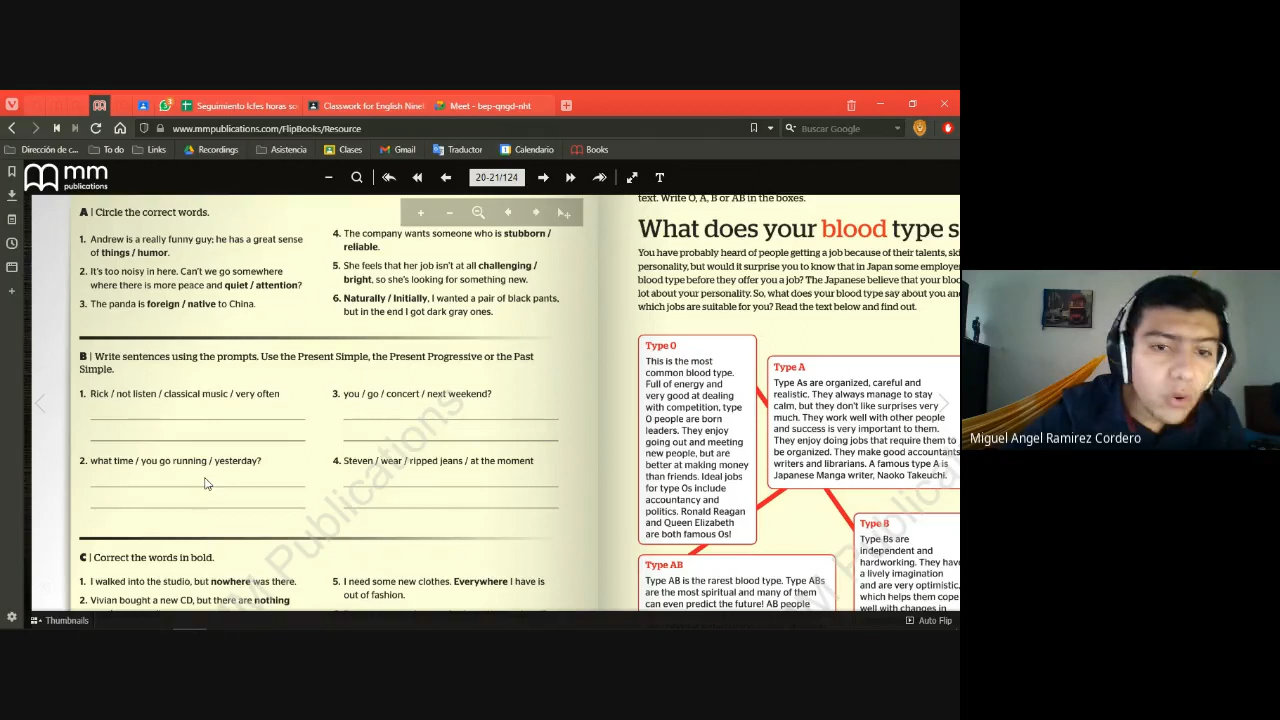 Seguimiento Icfes horas so
Classwork for English Ninet
Meet - bep-qngd-nht
www.mmpublications.com/FlipBooks/Resource
Buscar Google
Dirección de c...
To do
Links
Recordings
Asistencia
Clases
Gmail
Traductor
Calendario
Books
mm
publications
20-21/124
A | Circle the correct words.
1. Andrew is a really funny guy; he has a great sense
of things / humor.
2. It's too noisy in here. Can't we go somewhere
where there is more peace and quiet / attention?
3. The panda is foreign / native to China.
4. The company wants someone who is stubborn /
reliable.
5. She feels that her job isn't at all challenging /
bright, so she's looking for something new.
6. Naturally / Initially, I wanted a pair of black pants,
but in the end I got dark gray ones.
B | Write sentences using the prompts. Use the Present Simple, the Present Progressive or the Past
Simple.
1. Rick / not listen / classical music / very often
2. what time / you go running / yesterday?
3. you / go / concert / next weekend?
4. Steven / wear / ripped jeans / at the moment
C | Correct the words in bold.
1. I walked into the studio, but nowhere was there.
2. Vivian bought a new CD, but there are nothing
5. I need some new clothes. Everywhere I have is
out of fashion.
text. Write O, A, B or AB in the boxes.
What does your blood type s
You have probably heard of people getting a job because of their talents, ski
personality, but would it surprise you to know that in Japan some employe
blood type before they offer you a job? The Japanese believe that your bloo
lot about your personality. So, what does your blood type say about you an
which jobs are suitable for you? Read the text below and find out.
Type O
This is the most
common blood type.
Full of energy and
very good at dealing
with competition, type
O people are born
leaders. They enjoy
going out and meeting
new people, but are
better at making money
than friends. Ideal jobs
for type Os include
accountancy and
politics. Ronald Reagan
and Queen Elizabeth
are both famous Os!
Type A
Type As are organized, careful and
realistic. They always manage to stay
calm, but they don't like surprises very
much. They work well with other people
and success is very important to them.
They enjoy doing jobs that require them to
be organized. They make good accountants
writers and librarians. A famous type A is
Japanese Manga writer, Naoko Takeuchi.
Type B
Type Bs are
independent and
hardworking. They hav
a lively imagination
and are very optimistic,
which helps them cope
well with changes in
Type AB
Type AB is the rarest blood type. Type ABs
are the most spiritual and many of them
can even predict the future! AB people
MM Publications
Thumbnails
Auto Flip
Miguel Angel Ramirez Cordero